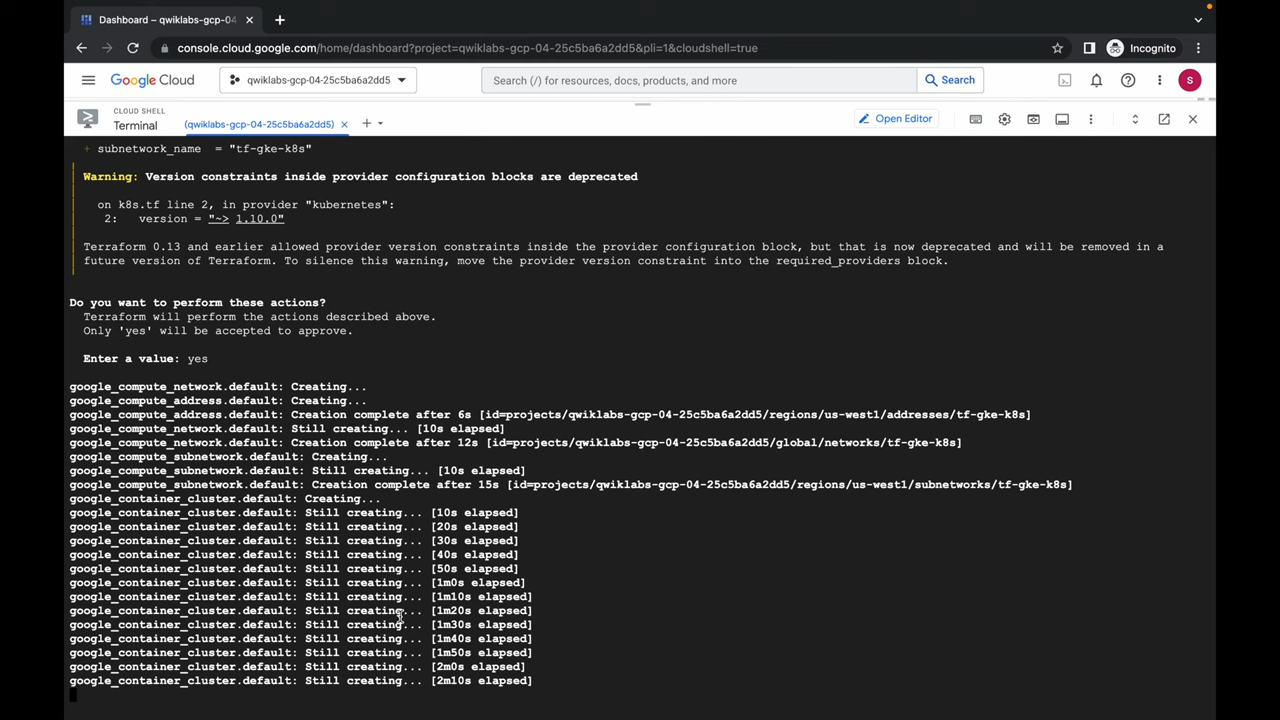 Dashboard – qwiklabs-gcp-04
console.cloud.google.com/home/dashboard?project=qwiklabs-gcp-04-25c5ba6a2dd5&pli=1&cloudshell=true
Incognito
Google Cloud
qwiklabs-gcp-04-25c5ba6a2dd5
Search (/) for resources, docs, products, and more
Search
S
CLOUD SHELL
Terminal
(qwiklabs-gcp-04-25c5ba6a2dd5)
Open Editor
+ subnetwork_name = "tf-gke-k8s"
Warning: Version constraints inside provider configuration blocks are deprecated
on k8s.tf line 2, in provider "kubernetes":
2: version = "~> 1.10.0"
Terraform 0.13 and earlier allowed provider version constraints inside the provider configuration block, but that is now deprecated and will be removed in a
future version of Terraform. To silence this warning, move the provider version constraint into the required_providers block.
Do you want to perform these actions?
Terraform will perform the actions described above.
Only 'yes' will be accepted to approve.
Enter a value: yes
google_compute_network.default: Creating...
google_compute_address.default: Creating...
google_compute_address.default: Creation complete after 6s [id=projects/qwiklabs-gcp-04-25c5ba6a2dd5/regions/us-west1/addresses/tf-gke-k8s]
google_compute_network.default: Still creating... [10s elapsed]
google_compute_network.default: Creation complete after 12s [id=projects/qwiklabs-gcp-04-25c5ba6a2dd5/global/networks/tf-gke-k8s]
google_compute_subnetwork.default: Creating...
google_compute_subnetwork.default: Still creating... [10s elapsed]
google_compute_subnetwork.default: Creation complete after 15s [id=projects/qwiklabs-gcp-04-25c5ba6a2dd5/regions/us-west1/subnetworks/tf-gke-k8s]
google_container_cluster.default: Creating...
google_container_cluster.default: Still creating... [10s elapsed]
google_container_cluster.default: Still creating... [20s elapsed]
google_container_cluster.default: Still creating... [30s elapsed]
google_container_cluster.default: Still creating... [40s elapsed]
google_container_cluster.default: Still creating... [50s elapsed]
google_container_cluster.default: Still creating... [1m0s elapsed]
google_container_cluster.default: Still creating... [1m10s elapsed]
google_container_cluster.default: Still creating... [1m20s elapsed]
google_container_cluster.default: Still creating... [1m30s elapsed]
google_container_cluster.default: Still creating... [1m40s elapsed]
google_container_cluster.default: Still creating... [1m50s elapsed]
google_container_cluster.default: Still creating... [2m0s elapsed]
google_container_cluster.default: Still creating... [2m10s elapsed]